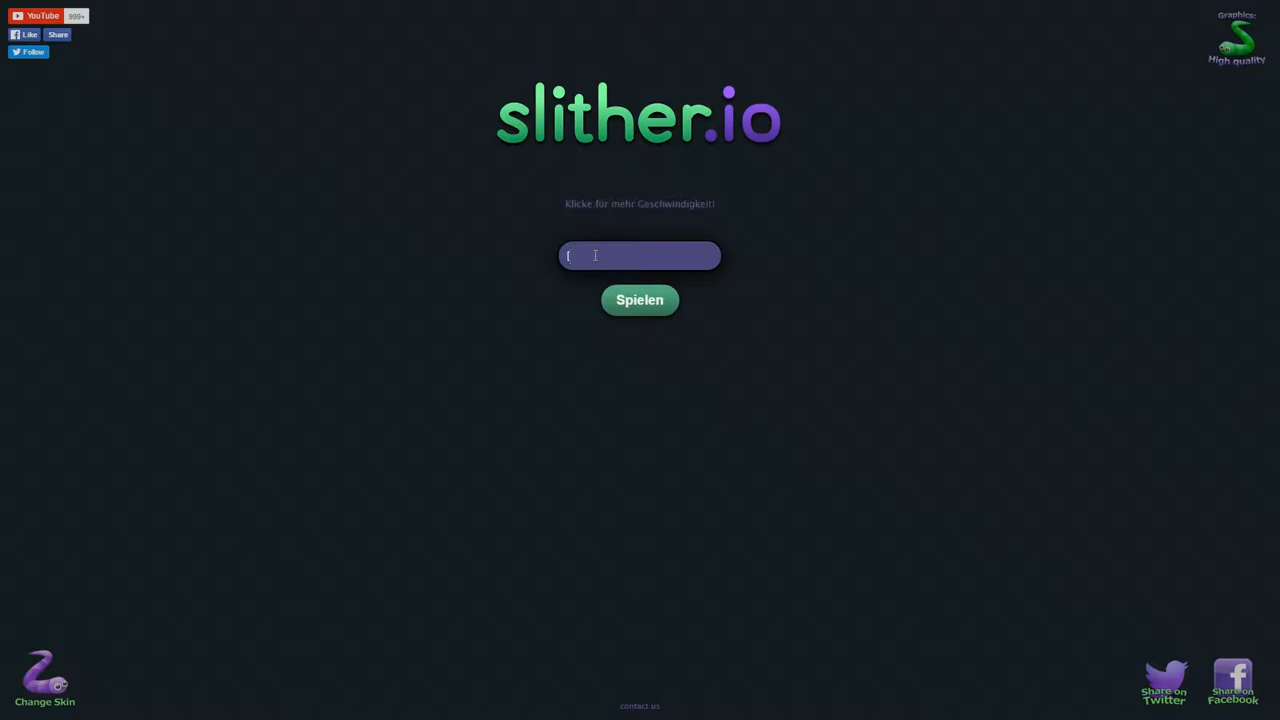 YouTube 999+
Like Share
Follow
Graphics:
High quality
slither.io
Klicke für mehr Geschwindigkeit!
[
Spielen
Change Skin
contact us
Share on
Twitter
Share on
Facebook